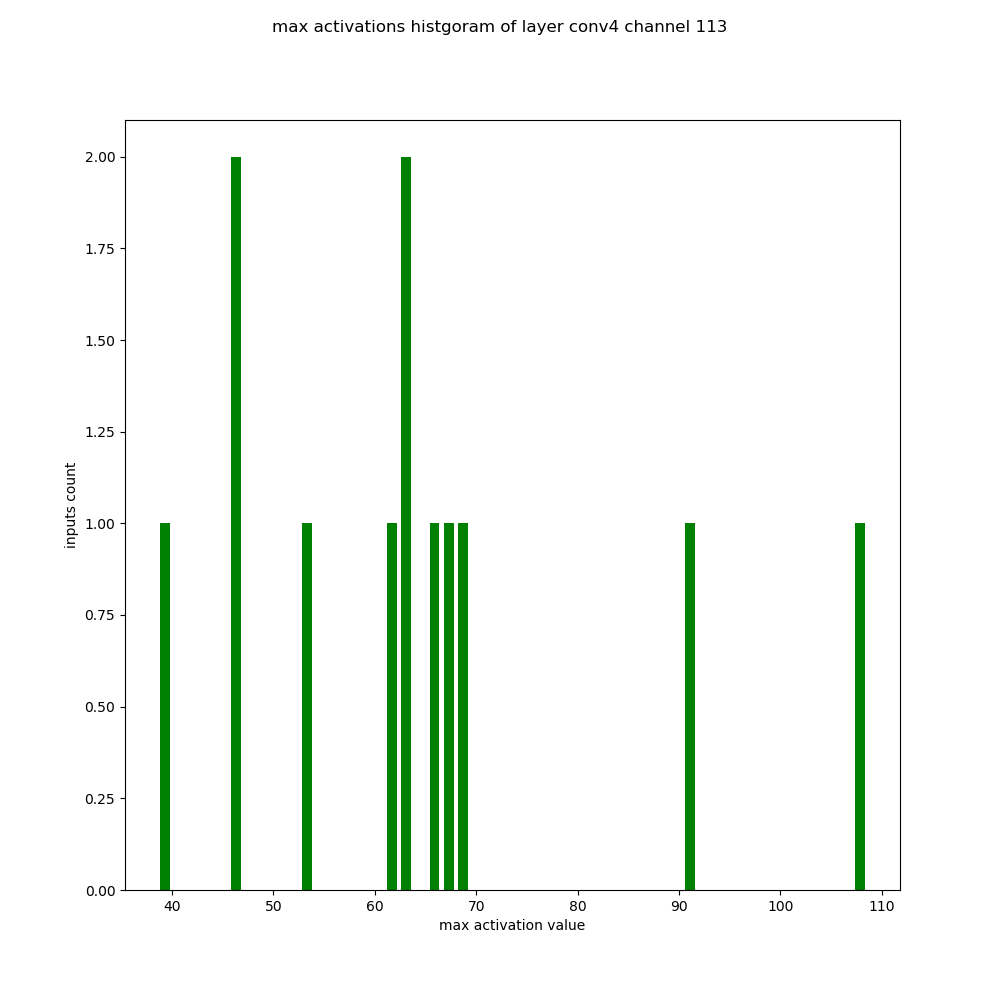 max activations histgoram of layer conv4 channel 113
2.00
1.75
1.50
1.25
1.00
0.75
0.50
0.25
0.00
inputs count
40 50 60 70 80 90 100 110
max activation value